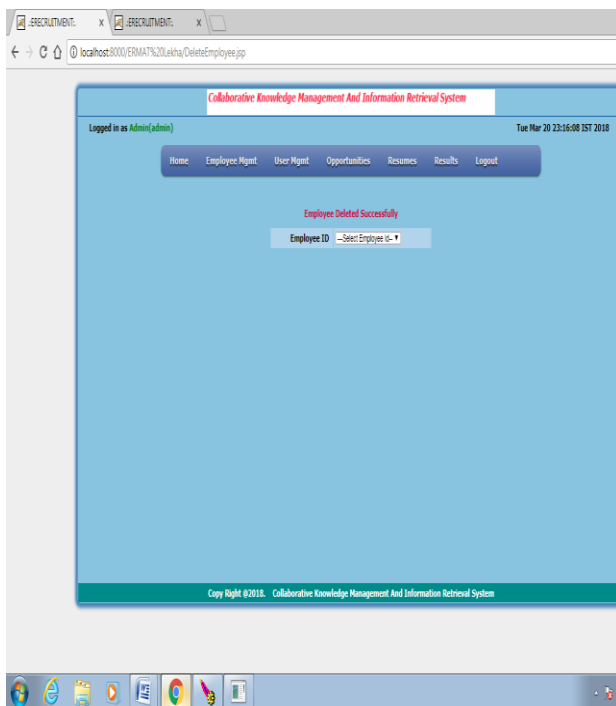 :ERECRUITMENT:. x :ERECRUITMENT:. x
localhost:8000/ERMAT%20Lekha/DeleteEmployee.jsp
Collaborative Knowledge Management And Information Retrieval System
Logged in as Admin(admin) Tue Mar 20 23:16:08 IST 2018
Home Employee Mgmt User Mgmt Opportunities Resumes Results Logout
Employee Deleted Successfully
Employee ID --Select Employee Id--
Copy Right @2018. Collaborative Knowledge Management And Information Retrieval System